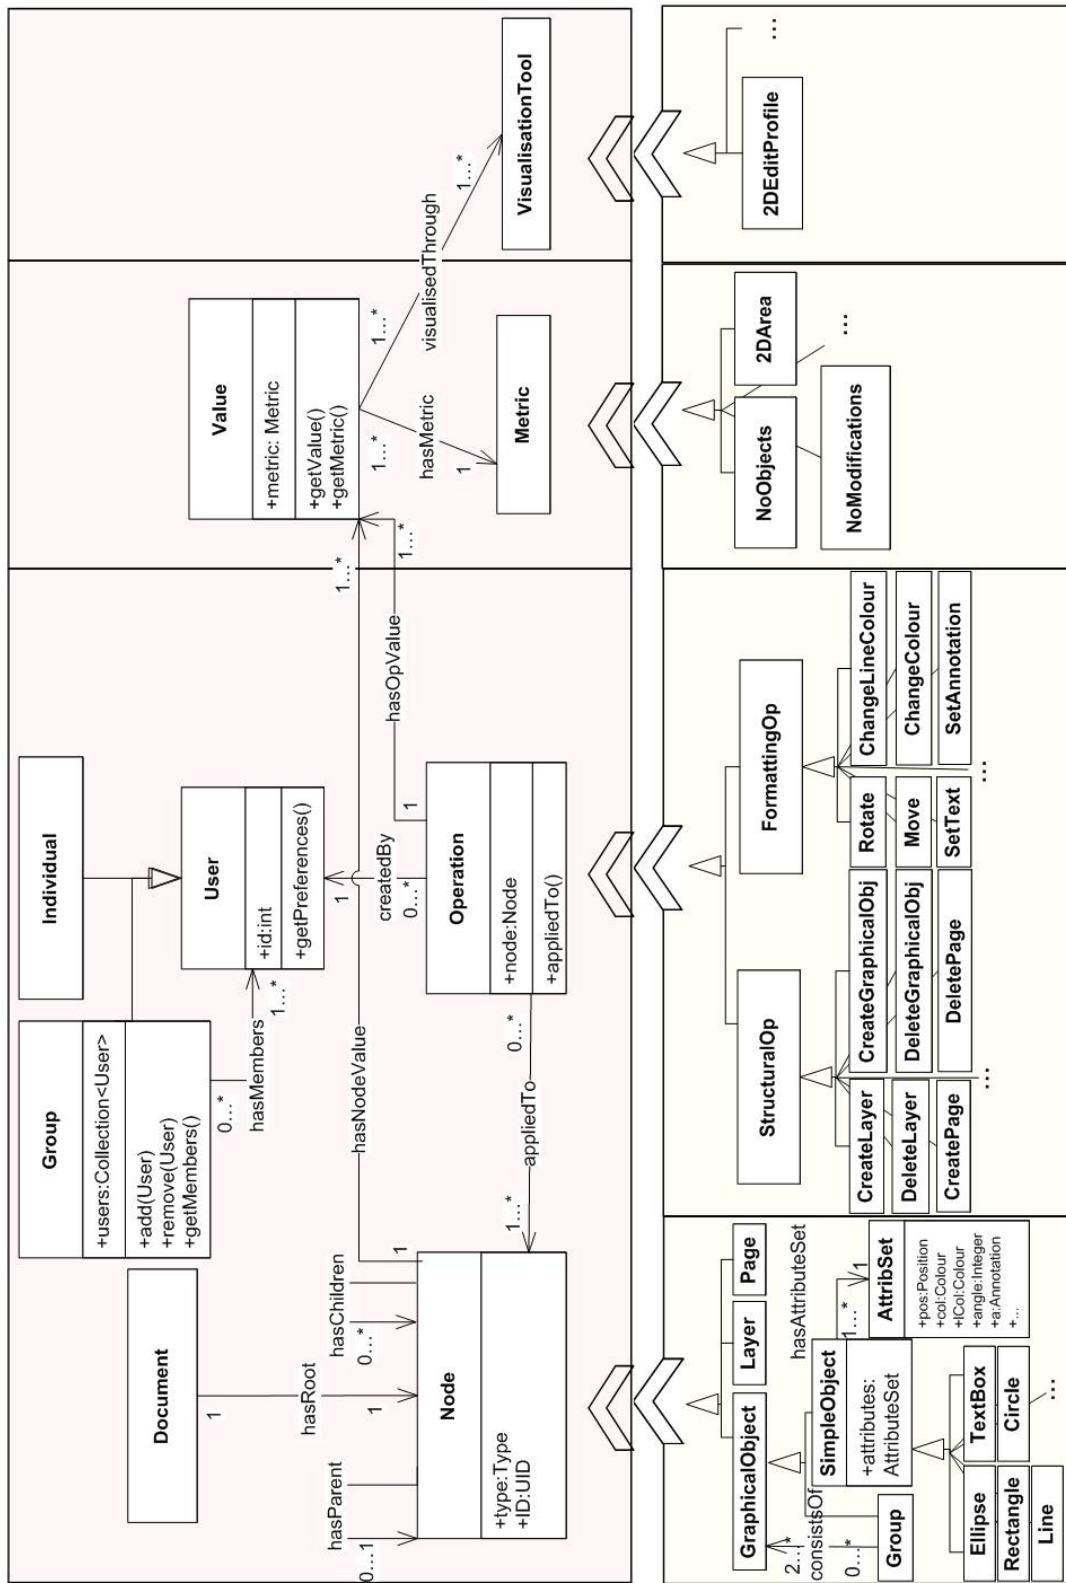 Document
1
hasRoot
1
hasParent
0…1
hasChildren
0…*
Node
+type:Type
+ID:UID
1
hasNodeValue
1…*
Group
+users:Collection<User>
+add(User)
+remove(User)
+getMembers()
0…*
hasMembers
1…*
Individual
User
+id:int
+getPreferences()
1
createdBy
0…*
Operation
+node:Node
+appliedTo()
0…*
appliedTo
1…*
1
hasOpValue
1…*
Value
+metric: Metric
+getValue()
+getMetric()
1…*
hasMetric
1
Metric
1…*
visualisedThrough
1…*
VisualisationTool
GraphicalObject
Layer
Page
2…*
consistsOf
0…*
Group
SimpleObject
+attributes:
AttributeSet
hasAttributeSet
1…*
1
AttribSet
+pos:Position
+col:Colour
+lCol:Colour
+angle:Integer
+a:Annotation
+...
Ellipse
TextBox
Rectangle
Circle
Line
...
StructuralOp
CreateLayer
CreateGraphicalObj
DeleteLayer
DeleteGraphicalObj
CreatePage
DeletePage
...
FormattingOp
Rotate
ChangeLineColour
Move
ChangeColour
SetText
SetAnnotation
...
NoObjects
2DArea
NoModifications
...
2DEditProfile
...